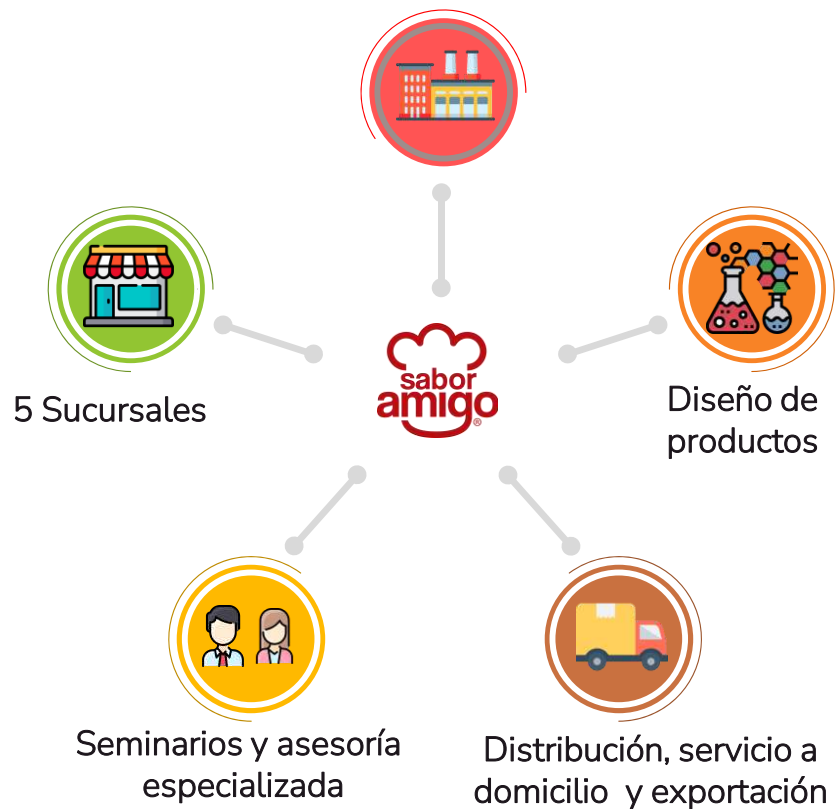 sabor
amigo®
5 Sucursales
Diseño de
productos
Seminarios y asesoría
especializada
Distribución, servicio a
domicilio y exportación